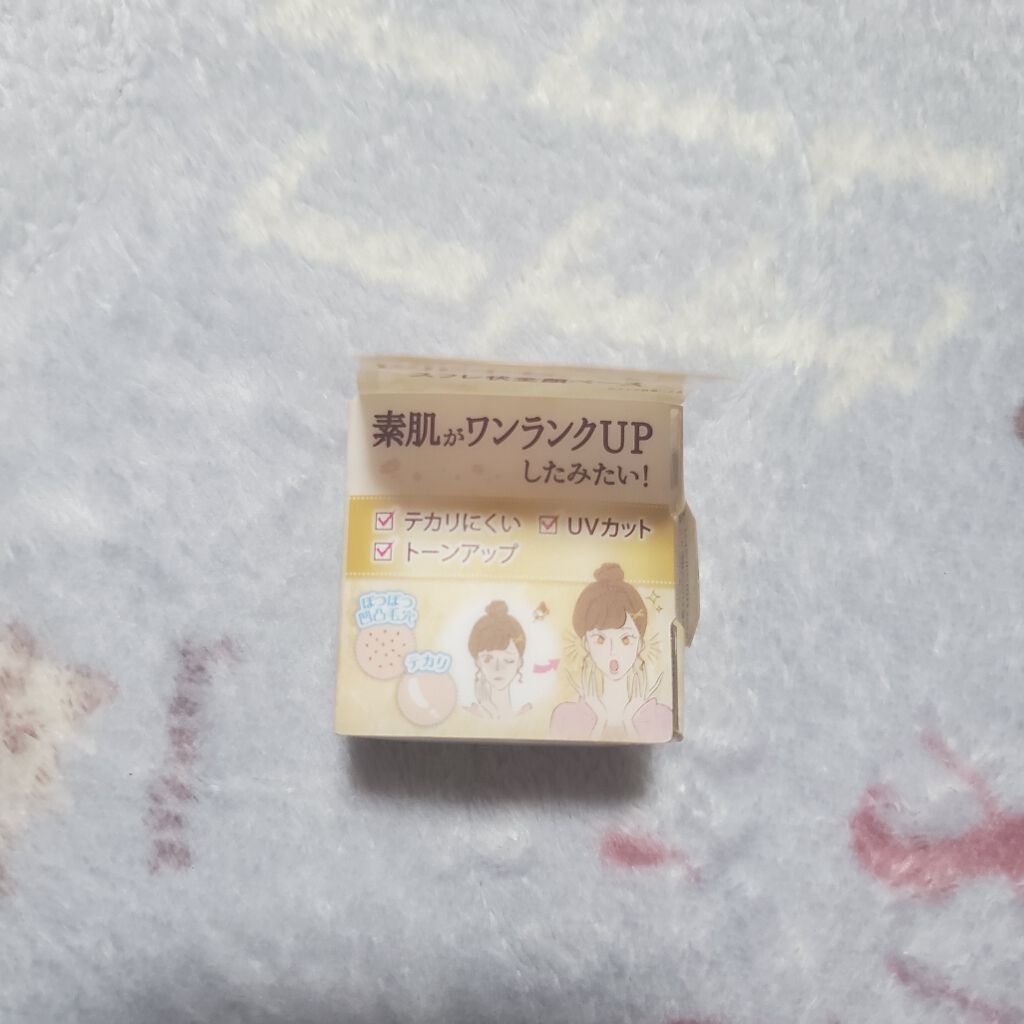 素肌がワンランクUP
したみたい!
テカリにくい UVカット
トーンアップ
ぽつぽつ
凹凸毛穴
テカリ